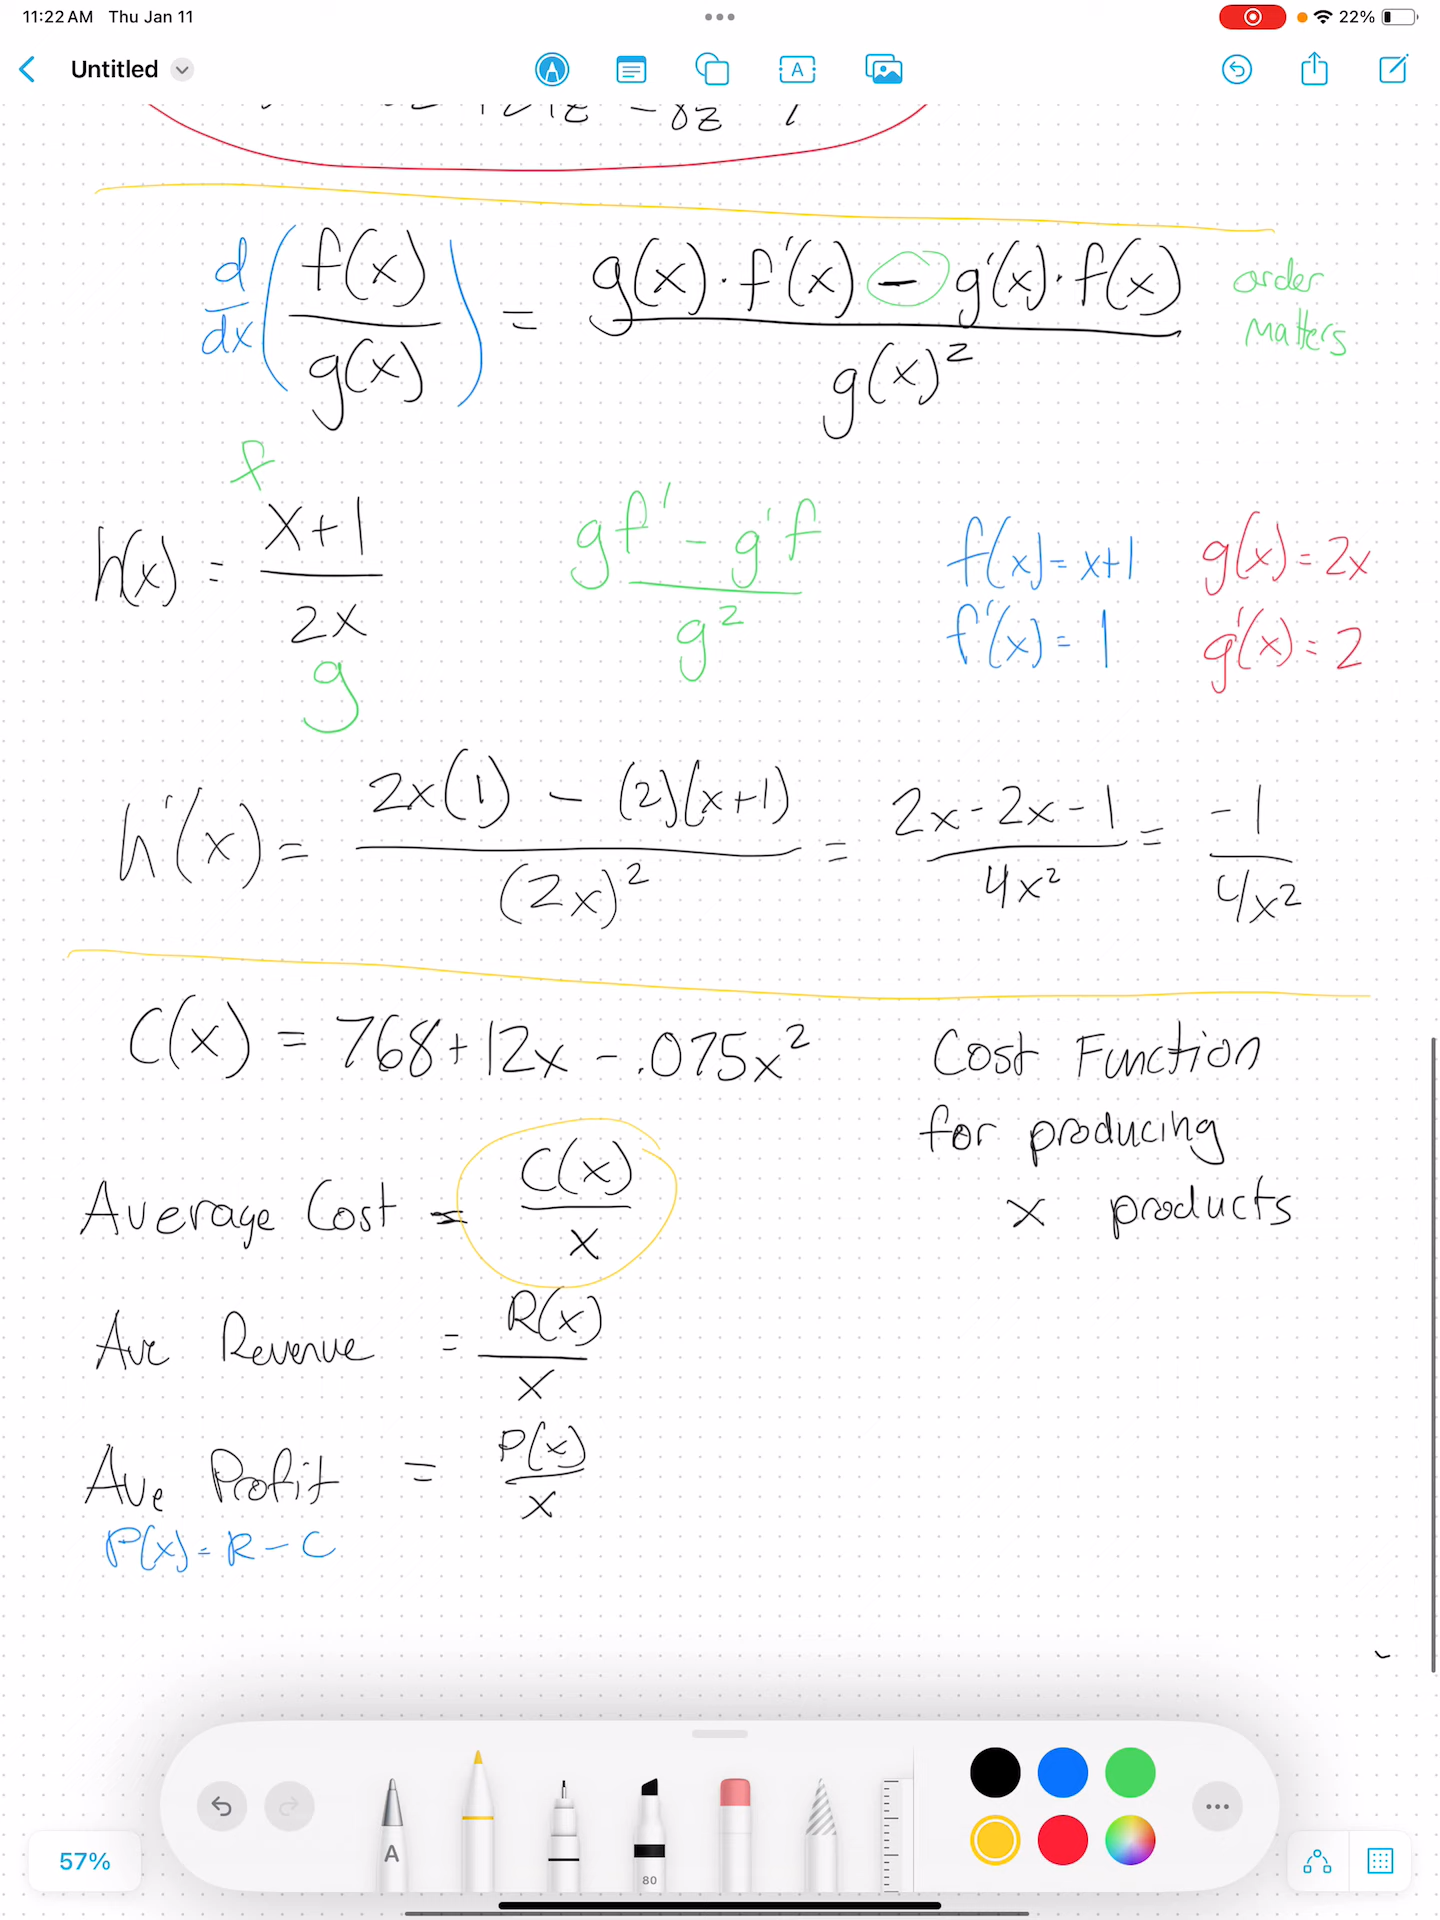 11:22 AM Thu Jan 11
22%
Untitled
d/dx (f(x)/g(x)) = (g(x)·f'(x) - g'(x)·f(x))/g(x)²
order
matters
f
h(x) = (x+1)/2x
g
(gf' - g'f)/g²
f(x) = x+1
f'(x) = 1
g(x) = 2x
g'(x) = 2
h'(x) = (2x(1) - (2)(x+1))/(2x)² = (2x-2x-1)/4x² = -1/4x²
C(x) = 768+12x - .075x²
Cost Function
for producing
x products
Average Cost = C(x)/x
Ave Revenue = R(x)/x
Ave Profit = P(x)/x
P(x) = R - C
A
80
57%